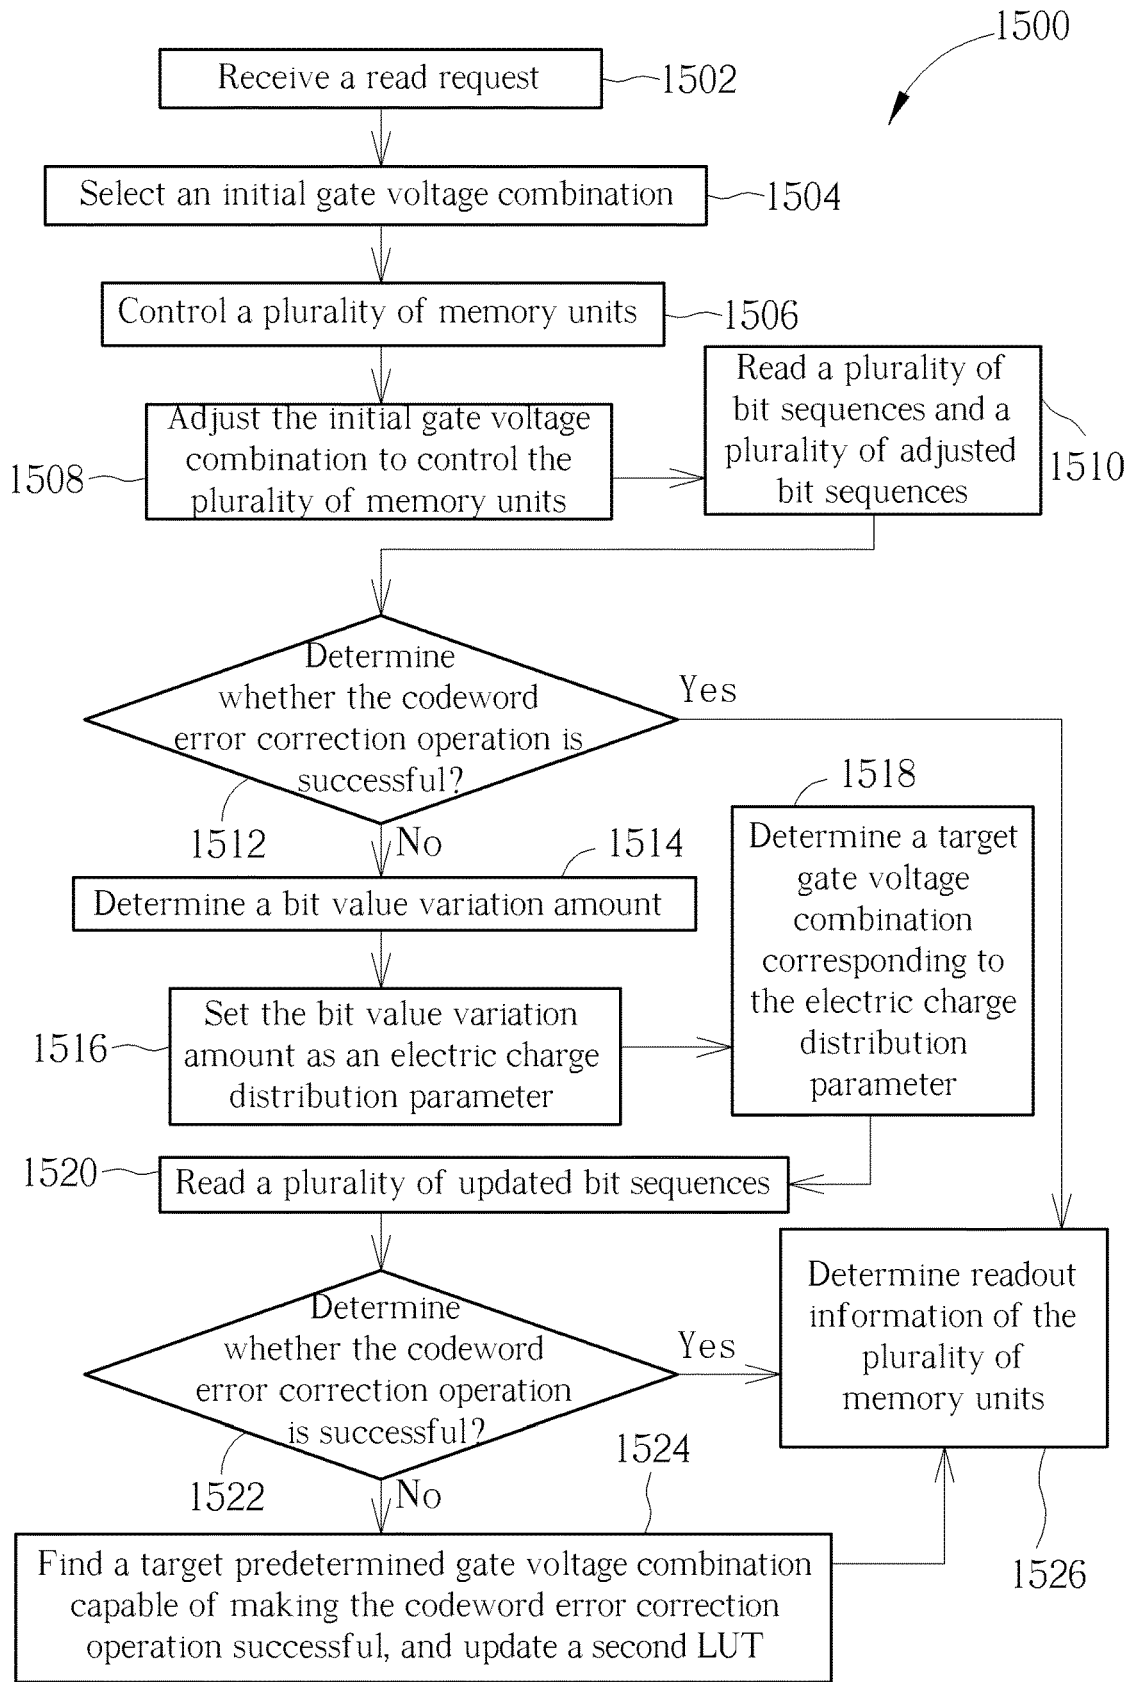 1500
Receive a read request
1502
Select an initial gate voltage combination
1504
Control a plurality of memory units
1506
Adjust the initial gate voltage
combination to control the
plurality of memory units
1508
Read a plurality of
bit sequences and a
plurality of adjusted
bit sequences
1510
Determine
whether the codeword
error correction operation is
successful?
Yes
1512
No
1514
Determine a bit value variation amount
1516
Set the bit value variation
amount as an electric charge
distribution parameter
1518
Determine a target
gate voltage
combination
corresponding to
the electric charge
distribution
parameter
1520
Read a plurality of updated bit sequences
Determine
whether the codeword
error correction operation
is successful?
Yes
1522
No
1524
Find a target predetermined gate voltage combination
capable of making the codeword error correction
operation successful, and update a second LUT
Determine readout
information of the
plurality of
memory units
1526